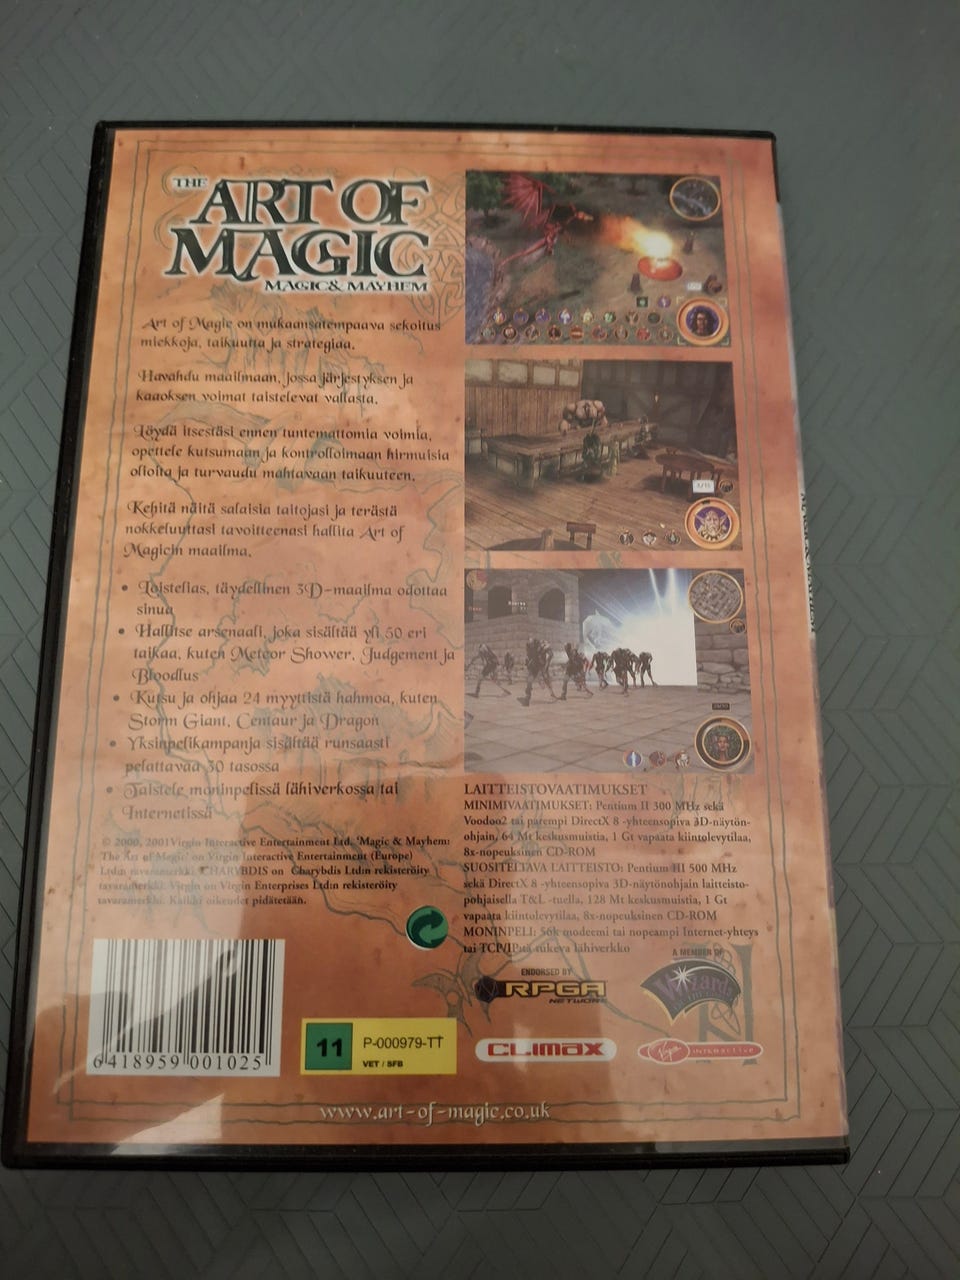 THE
ART OF
MAGIC
MAGIC & MAYHEM
Art of Magic on mukaansatempaava sekoitus
miekkoja, taikuutta ja strategiaa.
Havahdu maailmaan, jossa järjestyksen ja
kaaoksen voimat taistelevat vallasta.
Löydä itsestäsi ennen tuntemattomia voimia,
opettele kutsumaan ja kontrolloimaan hirmuisia
olioita ja turvaudu mahtavaan taikuuteen.
Kehitä näitä salaisia taitojasi ja terästä
nokkeluuttasi tavoitteenasi hallita Art of
Magicin maailma.
• Loistelias, täydellinen 3D-maailma odottaa
sinua
• Hallitse arsenaali, joka sisältää yli 50 eri
taikaa, kuten Meteor Shower, Judgement ja
Bloodlus
• Kutsu ja ohjaa 24 myyttistä hahmoa, kuten
Storm Giant, Centaur ja Dragon
• Yksinpelikampanja sisältää runsaasti
pelattavaa 30 tasossa
• Taistele moninpelissä lähiverkossa tai
Internetissä
© 2000, 2001 Virgin Interactive Entertainment Ltd. 'Magic & Mayhem:
The Art of Magic' on Virgin Interactive Entertainment (Europe)
Ltd:n tavaramerkki. CHARYBDIS on Charybdis Ltd:n rekisteröity
tavaramerkki. Virgin on Virgin Enterprises Ltd:n rekisteröity
tavaramerkki. Kaikki oikeudet pidätetään.
LAITTEISTOVAATIMUKSET
MINIMIVAATIMUKSET: Pentium II 300 MHz sekä
Voodoo2 tai parempi DirectX 8 -yhteensopiva 3D-näytön-
ohjain, 64 Mt keskusmuistia, 1 Gt vapaata kiintolevytilaa,
8x-nopeuksinen CD-ROM
SUOSITELTAVA LAITTEISTO: Pentium III 500 MHz
sekä DirectX 8 -yhteensopiva 3D-näytönohjain laitteisto-
pohjaisella T&L -tuella, 128 Mt keskusmuistia, 1 Gt
vapaata kiintolevytilaa, 8x-nopeuksinen CD-ROM
MONINPELI: 56k modeemi tai nopeampi Internet-yhteys
tai TCP/IP:tä tukeva lähiverkko
ENDORSED BY
RPGA
NETWORK
A MEMBER OF
Wizards
6 418959 001025
11
P-000979-TT
VET / SFB
CLIMAX
Virgin INTERACTIVE
www.art-of-magic.co.uk